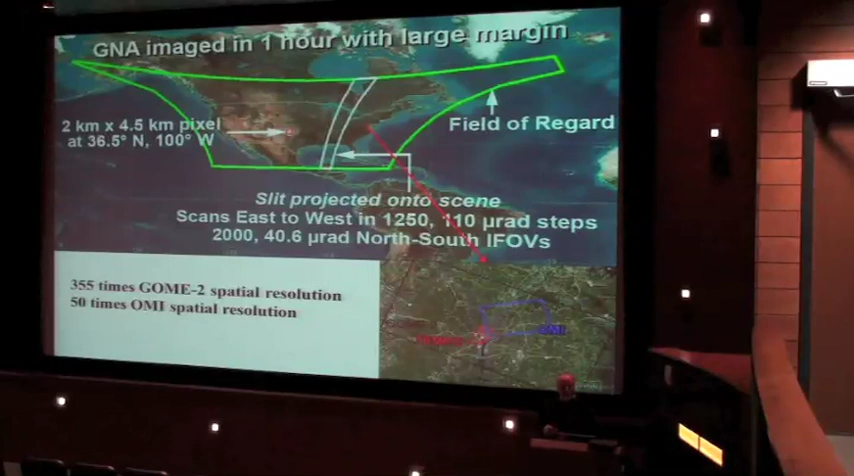 GNA imaged in 1 hour with large margin
2 km x 4.5 km pixel
at 36.5° N, 100° W
Field of Regard
Slit projected onto scene
Scans East to West in 1250, 110 µrad steps
2000, 40.6 µrad North-South IFOVs
355 times GOME-2 spatial resolution
50 times OMI spatial resolution
OMI